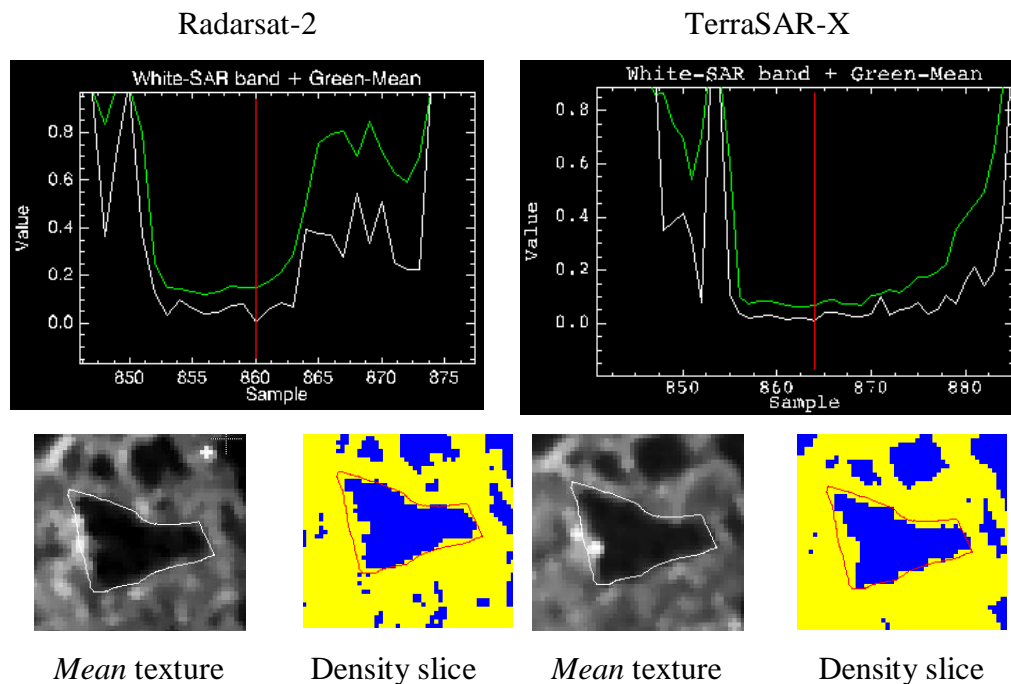 Radarsat-2
TerraSAR-X
White-SAR band + Green-Mean
0.8
0.6
0.4
0.2
0.0
Value
850 855 860 865 870 875
Sample
White-SAR band + Green-Mean
0.8
0.6
0.4
0.2
0.0
Value
850 860 870 880
Sample
Mean texture
Density slice
Mean texture
Density slice